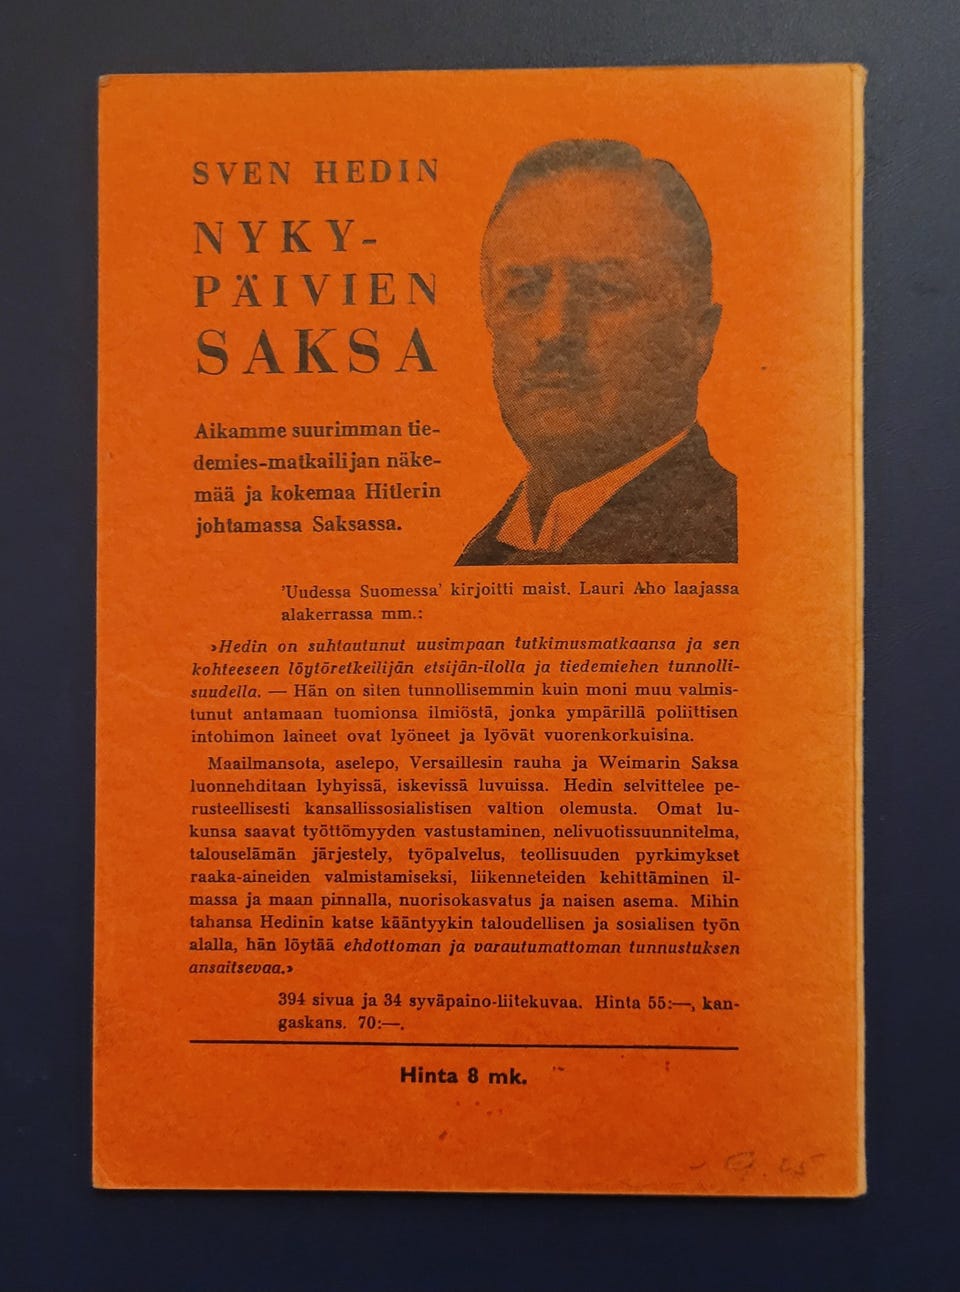 SVEN HEDIN
NYKY-
PÄIVIEN
SAKSA
Aikamme suurimman tie-
demies-matkailijan näke-
mää ja kokemaa Hitlerin
johtamassa Saksassa.
'Uudessa Suomessa' kirjoitti maist. Lauri Aho laajassa
alakerrassa mm.:
»Hedin on suhtautunut uusimpaan tutkimusmatkaansa ja sen
kohteeseen löytöretkeilijän etsijän-ilolla ja tiedemiehen tunnolli-
suudella. — Hän on siten tunnollisemmin kuin moni muu valmis-
tunut antamaan tuomionsa ilmiöstä, jonka ympärillä poliittisen
intohimon laineet ovat lyöneet ja lyövät vuorenkorkuisina.
Maailmansota, aselepo, Versaillesin rauha ja Weimarin Saksa
luonnehditaan lyhyissä, iskevissä luvuissa. Hedin selvittelee pe-
rusteellisesti kansallissosialistisen valtion olemusta. Omat lu-
kunsa saavat työttömyyden vastustaminen, nelivuotissuunnitelma,
talouselämän järjestely, työpalvelus, teollisuuden pyrkimykset
raaka-aineiden valmistamiseksi, liikenneteiden kehittäminen il-
massa ja maan pinnalla, nuorisokasvatus ja naisen asema. Mihin
tahansa Hedinin katse kääntyykin taloudellisen ja sosialisen työn
alalla, hän löytää ehdottoman ja varautumattoman tunnustuksen
ansaitsevaa.»
394 sivua ja 34 syväpaino-liitekuvaa. Hinta 55:—, kan-
gaskans. 70:—.
Hinta 8 mk.